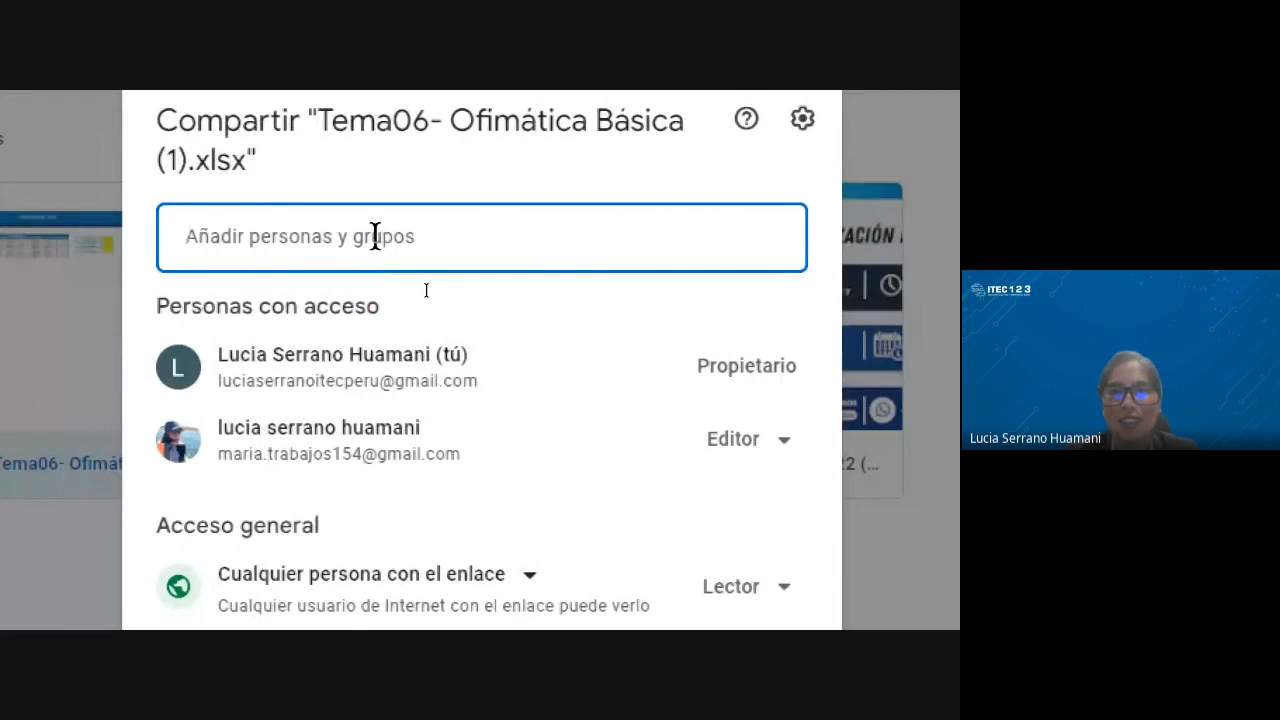 Compartir "Tema06- Ofimática Básica
(1).xlsx"
Añadir personas y grupos
Personas con acceso
L
Lucia Serrano Huamani (tú)
luciaserranoitecperu@gmail.com
Propietario
lucia serrano huamani
maria.trabajos154@gmail.com
Editor
Acceso general
Cualquier persona con el enlace
Cualquier usuario de Internet con el enlace puede verlo
Lector
s
Tema06- Ofimát
ZACIÓN
22 (...
ITEC 1 2 3
Lucia Serrano Huamani